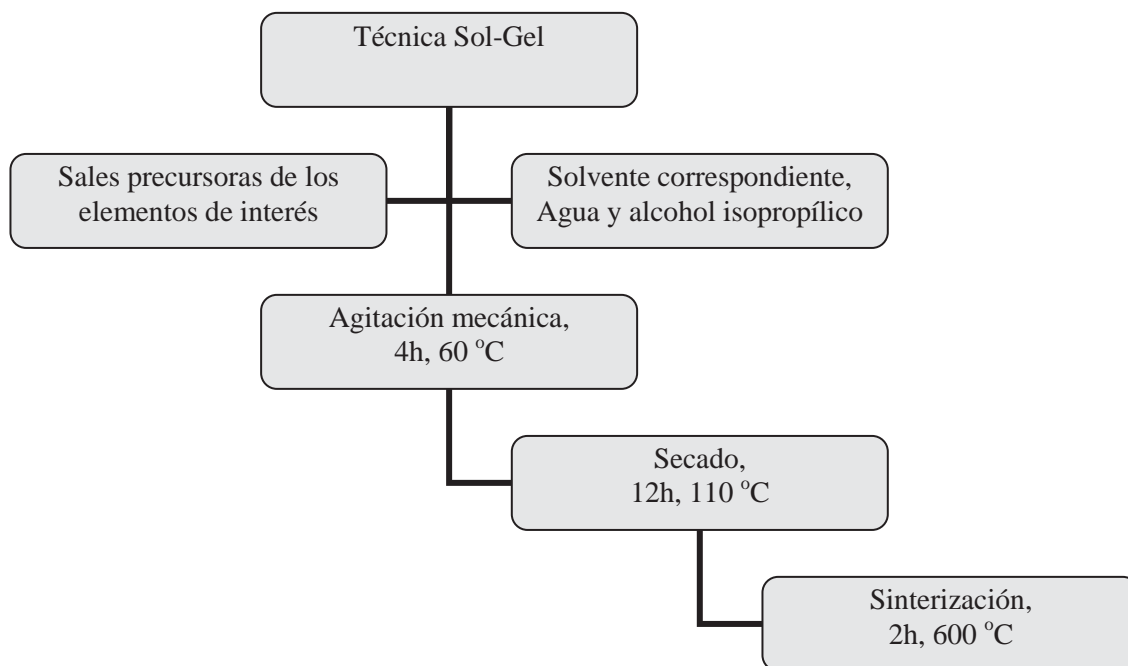 Técnica Sol-Gel
Sales precursoras de los
elementos de interés
Solvente correspondiente,
Agua y alcohol isopropílico
Agitación mecánica,
4h, 60 °C
Secado,
12h, 110 °C
Sinterización,
2h, 600 °C